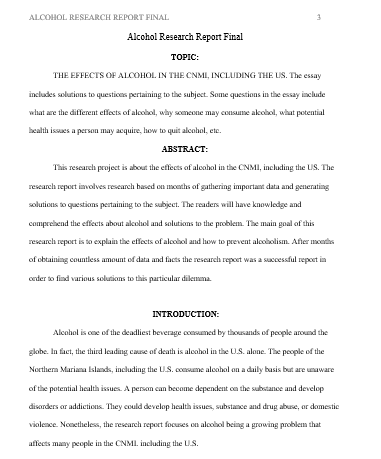 ALCOHOL RESEARCH REPORT FINAL 3
Alcohol Research Report Final
TOPIC:
THE EFFECTS OF ALCOHOL IN THE CNMI, INCLUDING THE US. The essay
includes solutions to questions pertaining to the subject. Some questions in the essay include
what are the different effects of alcohol, why someone may consume alcohol, what potential
health issues a person may acquire, how to quit alcohol, etc.
ABSTRACT:
This research project is about the effects of alcohol in the CNMI, including the US. The
research report involves research based on months of gathering important data and generating
solutions to questions pertaining to the subject. The readers will have knowledge and
comprehend the effects about alcohol and solutions to the problem. The main goal of this
research report is to explain the effects of alcohol and how to prevent alcoholism. After months
of obtaining countless amount of data and facts the research report was a successful report in
order to find various solutions to this particular dilemma.
INTRODUCTION:
Alcohol is one of the deadliest beverage consumed by thousands of people around the
globe. In fact, the third leading cause of death is alcohol in the U.S. alone. The people of the
Northern Mariana Islands, including the U.S. consume alcohol on a daily basis but are unaware
of the potential health issues. A person can become dependent on the substance and develop
disorders or addictions. They could develop health issues, substance and drug abuse, or domestic
violence. Nonetheless, the research report focuses on alcohol being a growing problem that
affects many people in the CNMI. including the U.S.